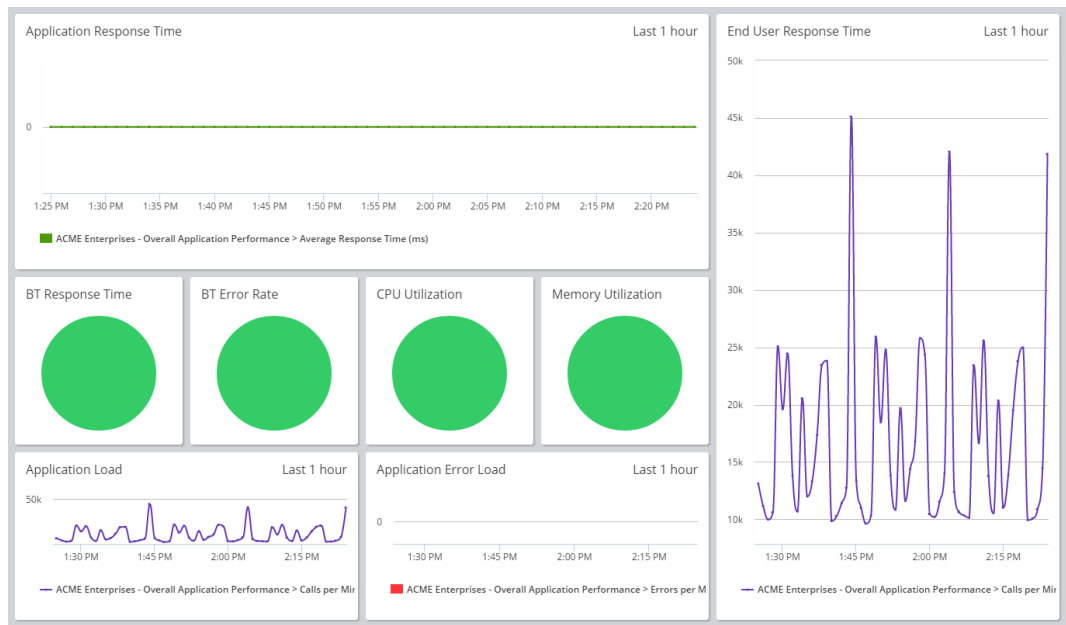 Application Response Time
Last 1 hour
0
1:25 PM 1:30 PM 1:35 PM 1:40 PM 1:45 PM 1:50 PM 1:55 PM 2:00 PM 2:05 PM 2:10 PM 2:15 PM 2:20 PM
ACME Enterprises - Overall Application Performance > Average Response Time (ms)
End User Response Time
Last 1 hour
50k
45k
40k
35k
30k
25k
20k
15k
10k
1:30 PM 1:45 PM 2:00 PM 2:15 PM
ACME Enterprises - Overall Application Performance > Calls per Mir
BT Response Time
BT Error Rate
CPU Utilization
Memory Utilization
Application Load
Last 1 hour
50k
1:30 PM 1:45 PM 2:00 PM 2:15 PM
ACME Enterprises - Overall Application Performance > Calls per Mir
Application Error Load
Last 1 hour
0
1:30 PM 1:45 PM 2:00 PM 2:15 PM
ACME Enterprises - Overall Application Performance > Errors per M